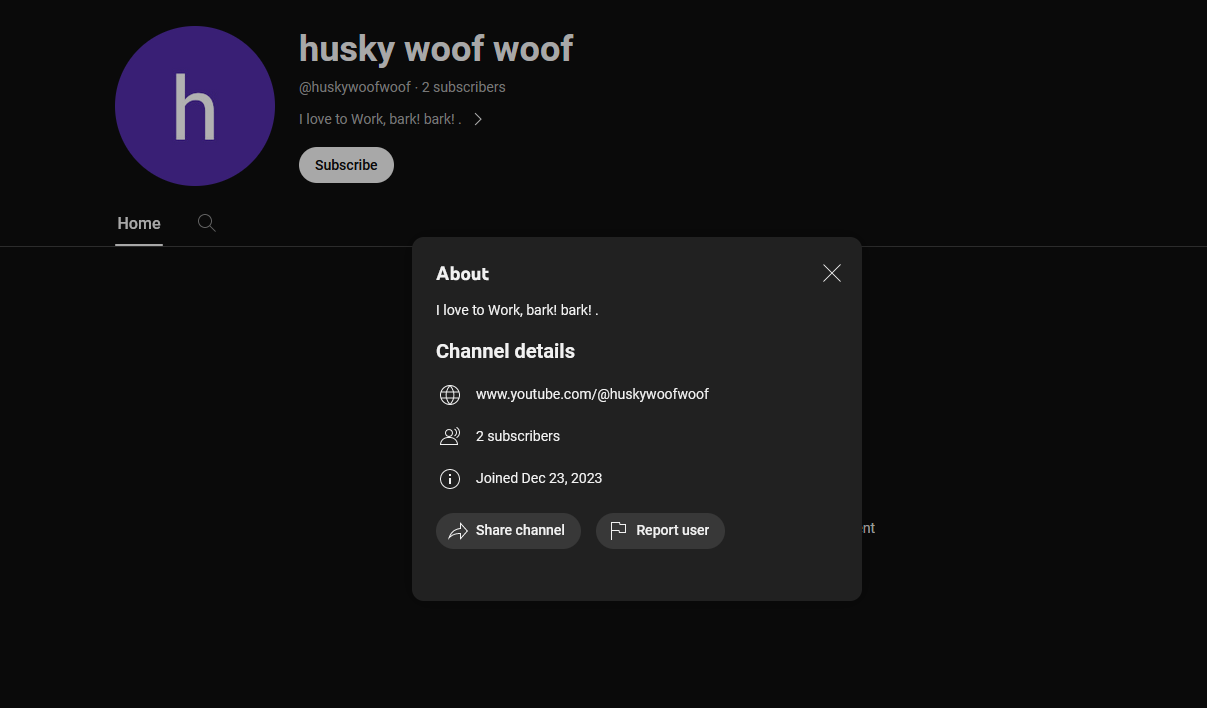 h
husky woof woof
@huskywoofwoof · 2 subscribers
I love to Work, bark! bark! .
Subscribe
Home
About
I love to Work, bark! bark! .
Channel details
www.youtube.com/@huskywoofwoof
2 subscribers
Joined Dec 23, 2023
Share channel
Report user
nt